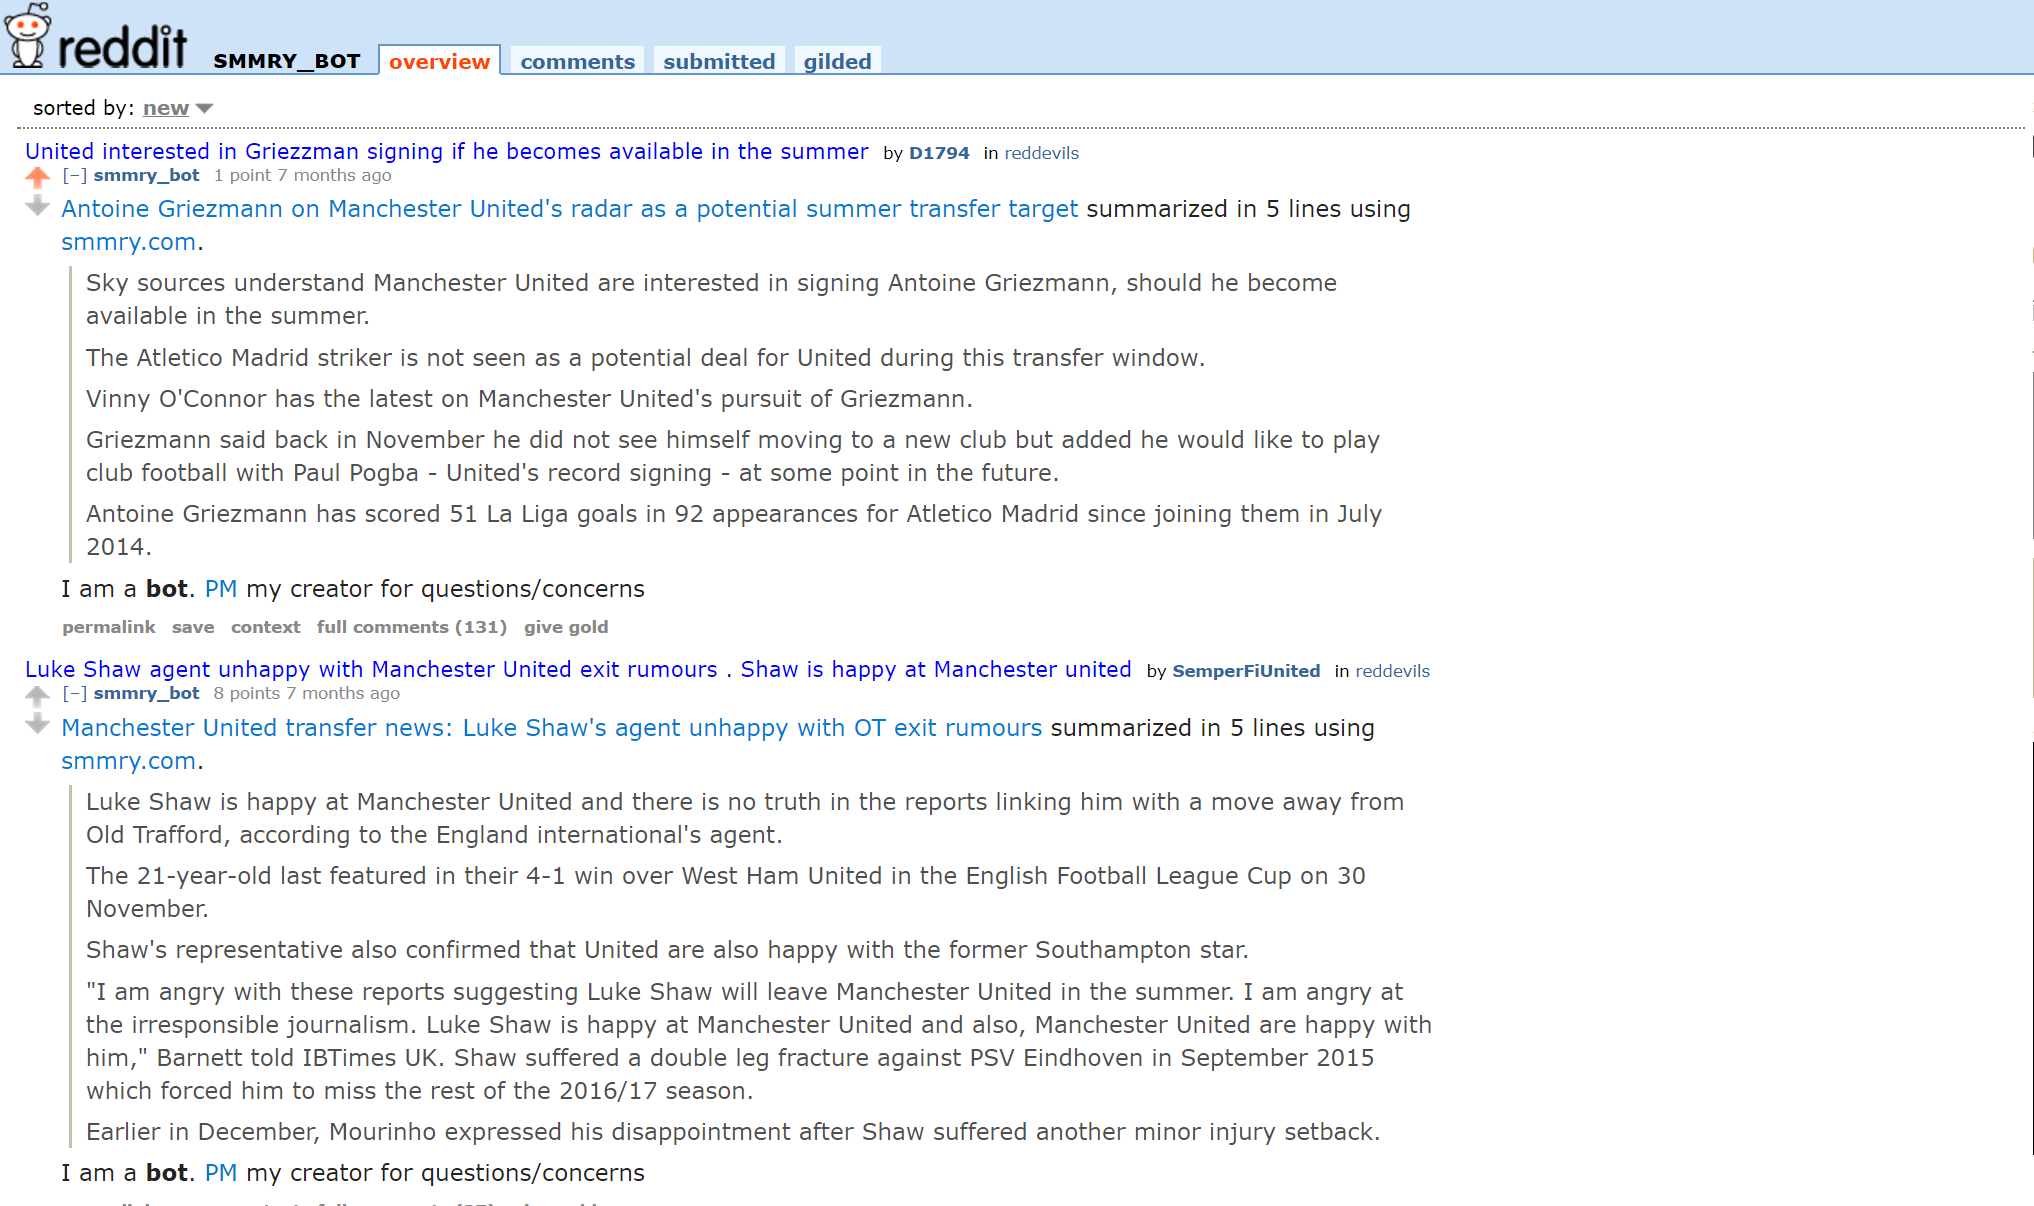 reddit SMMRY_BOT overview comments submitted gilded
sorted by: new
United interested in Griezzman signing if he becomes available in the summer by D1794 in reddevils
[–] smmry_bot 1 point 7 months ago
Antoine Griezmann on Manchester United's radar as a potential summer transfer target summarized in 5 lines using
smmry.com.
Sky sources understand Manchester United are interested in signing Antoine Griezmann, should he become
available in the summer.
The Atletico Madrid striker is not seen as a potential deal for United during this transfer window.
Vinny O'Connor has the latest on Manchester United's pursuit of Griezmann.
Griezmann said back in November he did not see himself moving to a new club but added he would like to play
club football with Paul Pogba - United's record signing - at some point in the future.
Antoine Griezmann has scored 51 La Liga goals in 92 appearances for Atletico Madrid since joining them in July
2014.
I am a bot. PM my creator for questions/concerns
permalink save context full comments (131) give gold
Luke Shaw agent unhappy with Manchester United exit rumours . Shaw is happy at Manchester united by SemperFiUnited in reddevils
[–] smmry_bot 8 points 7 months ago
Manchester United transfer news: Luke Shaw's agent unhappy with OT exit rumours summarized in 5 lines using
smmry.com.
Luke Shaw is happy at Manchester United and there is no truth in the reports linking him with a move away from
Old Trafford, according to the England international's agent.
The 21-year-old last featured in their 4-1 win over West Ham United in the English Football League Cup on 30
November.
Shaw's representative also confirmed that United are also happy with the former Southampton star.
"I am angry with these reports suggesting Luke Shaw will leave Manchester United in the summer. I am angry at
the irresponsible journalism. Luke Shaw is happy at Manchester United and also, Manchester United are happy with
him," Barnett told IBTimes UK. Shaw suffered a double leg fracture against PSV Eindhoven in September 2015
which forced him to miss the rest of the 2016/17 season.
Earlier in December, Mourinho expressed his disappointment after Shaw suffered another minor injury setback.
I am a bot. PM my creator for questions/concerns